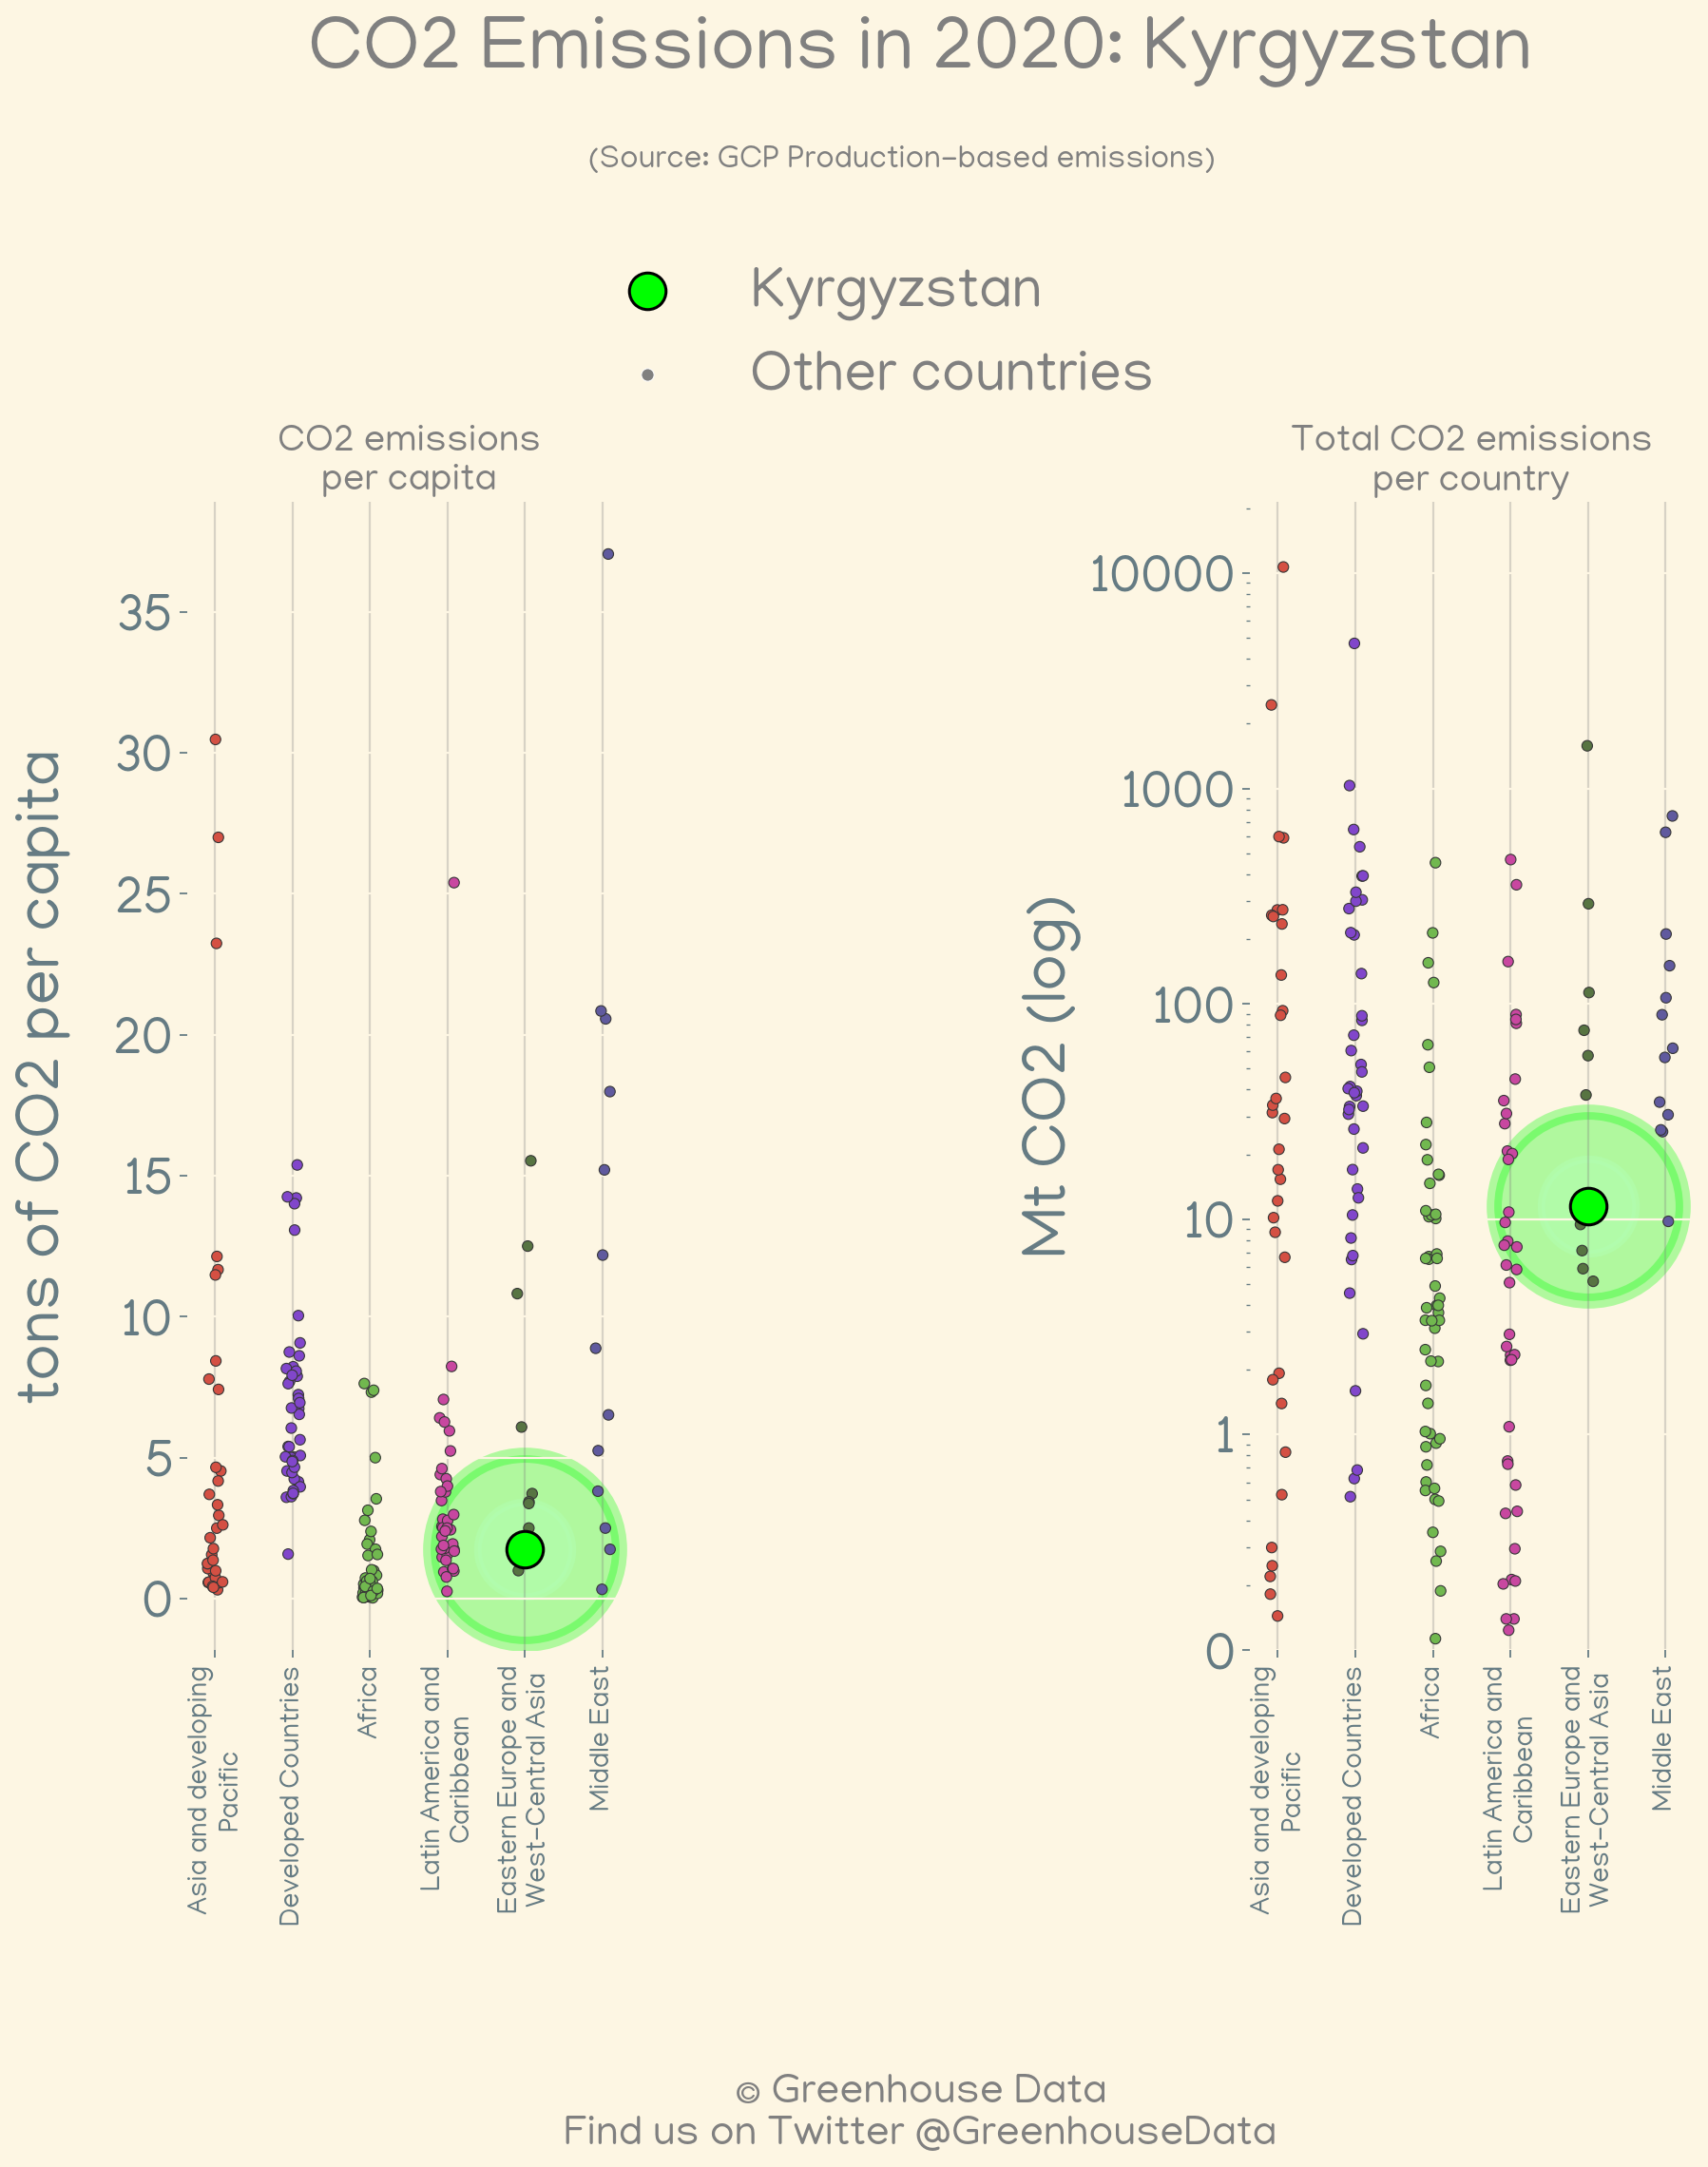 CO2 Emissions in 2020: Kyrgyzstan
(Source: GCP Production-based emissions)
Kyrgyzstan
Other countries
CO2 emissions
per capita
tons of CO2 per capita
35
30
25
20
15
10
5
0
Asia and developing
Pacific
Developed Countries
Africa
Latin America and
Caribbean
Eastern Europe and
West-Central Asia
Middle East
Total CO2 emissions
per country
Mt CO2 (log)
10000
1000
100
10
1
0
Asia and developing
Pacific
Developed Countries
Africa
Latin America and
Caribbean
Eastern Europe and
West-Central Asia
Middle East
© Greenhouse Data
Find us on Twitter @GreenhouseData